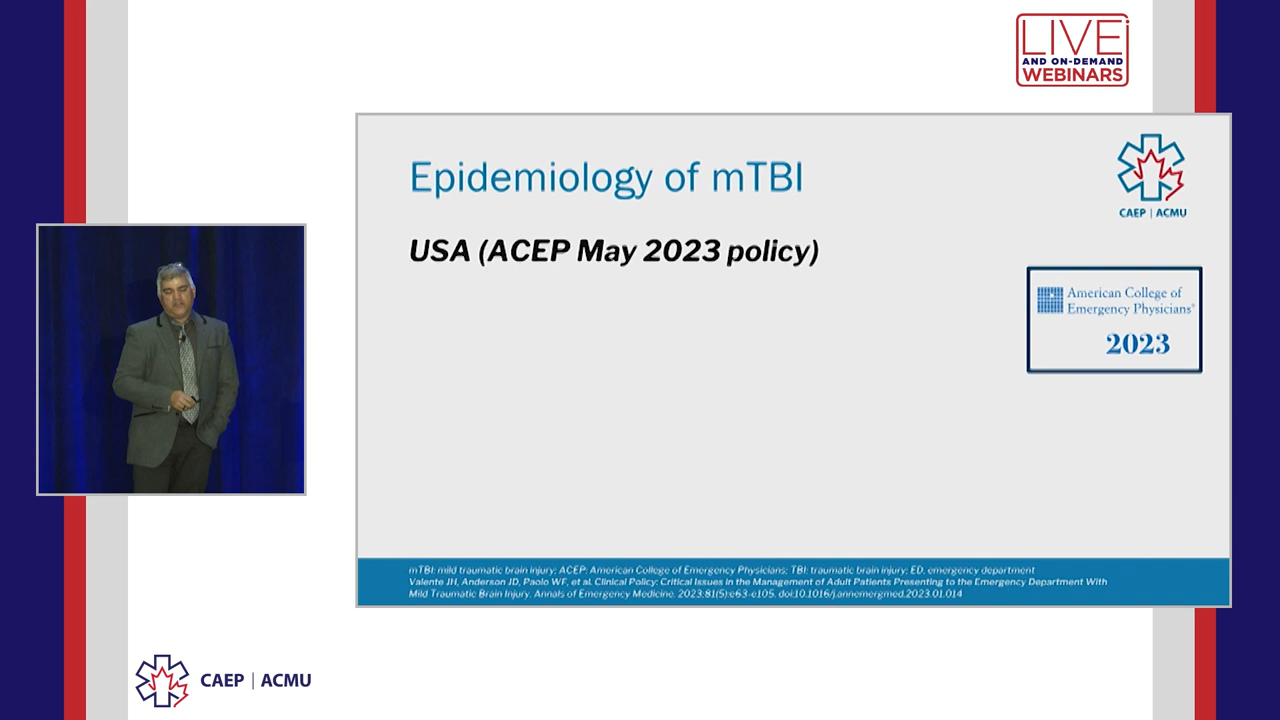 LIVE
AND ON-DEMAND
WEBINARS
Epidemiology of mTBI
CAEP | ACMU
USA (ACEP May 2023 policy)
American College of
Emergency Physicians®
2023
mTBI: mild traumatic brain injury; ACEP: American College of Emergency Physicians; TBI: traumatic brain injury; ED, emergency department
Valente JH, Anderson JD, Paolo WF, et al. Clinical Policy: Critical Issues in the Management of Adult Patients Presenting to the Emergency Department With
Mild Traumatic Brain Injury. Annals of Emergency Medicine. 2023;81(5):e63-e105. doi:10.1016/j.annemergmed.2023.01.014
CAEP | ACMU